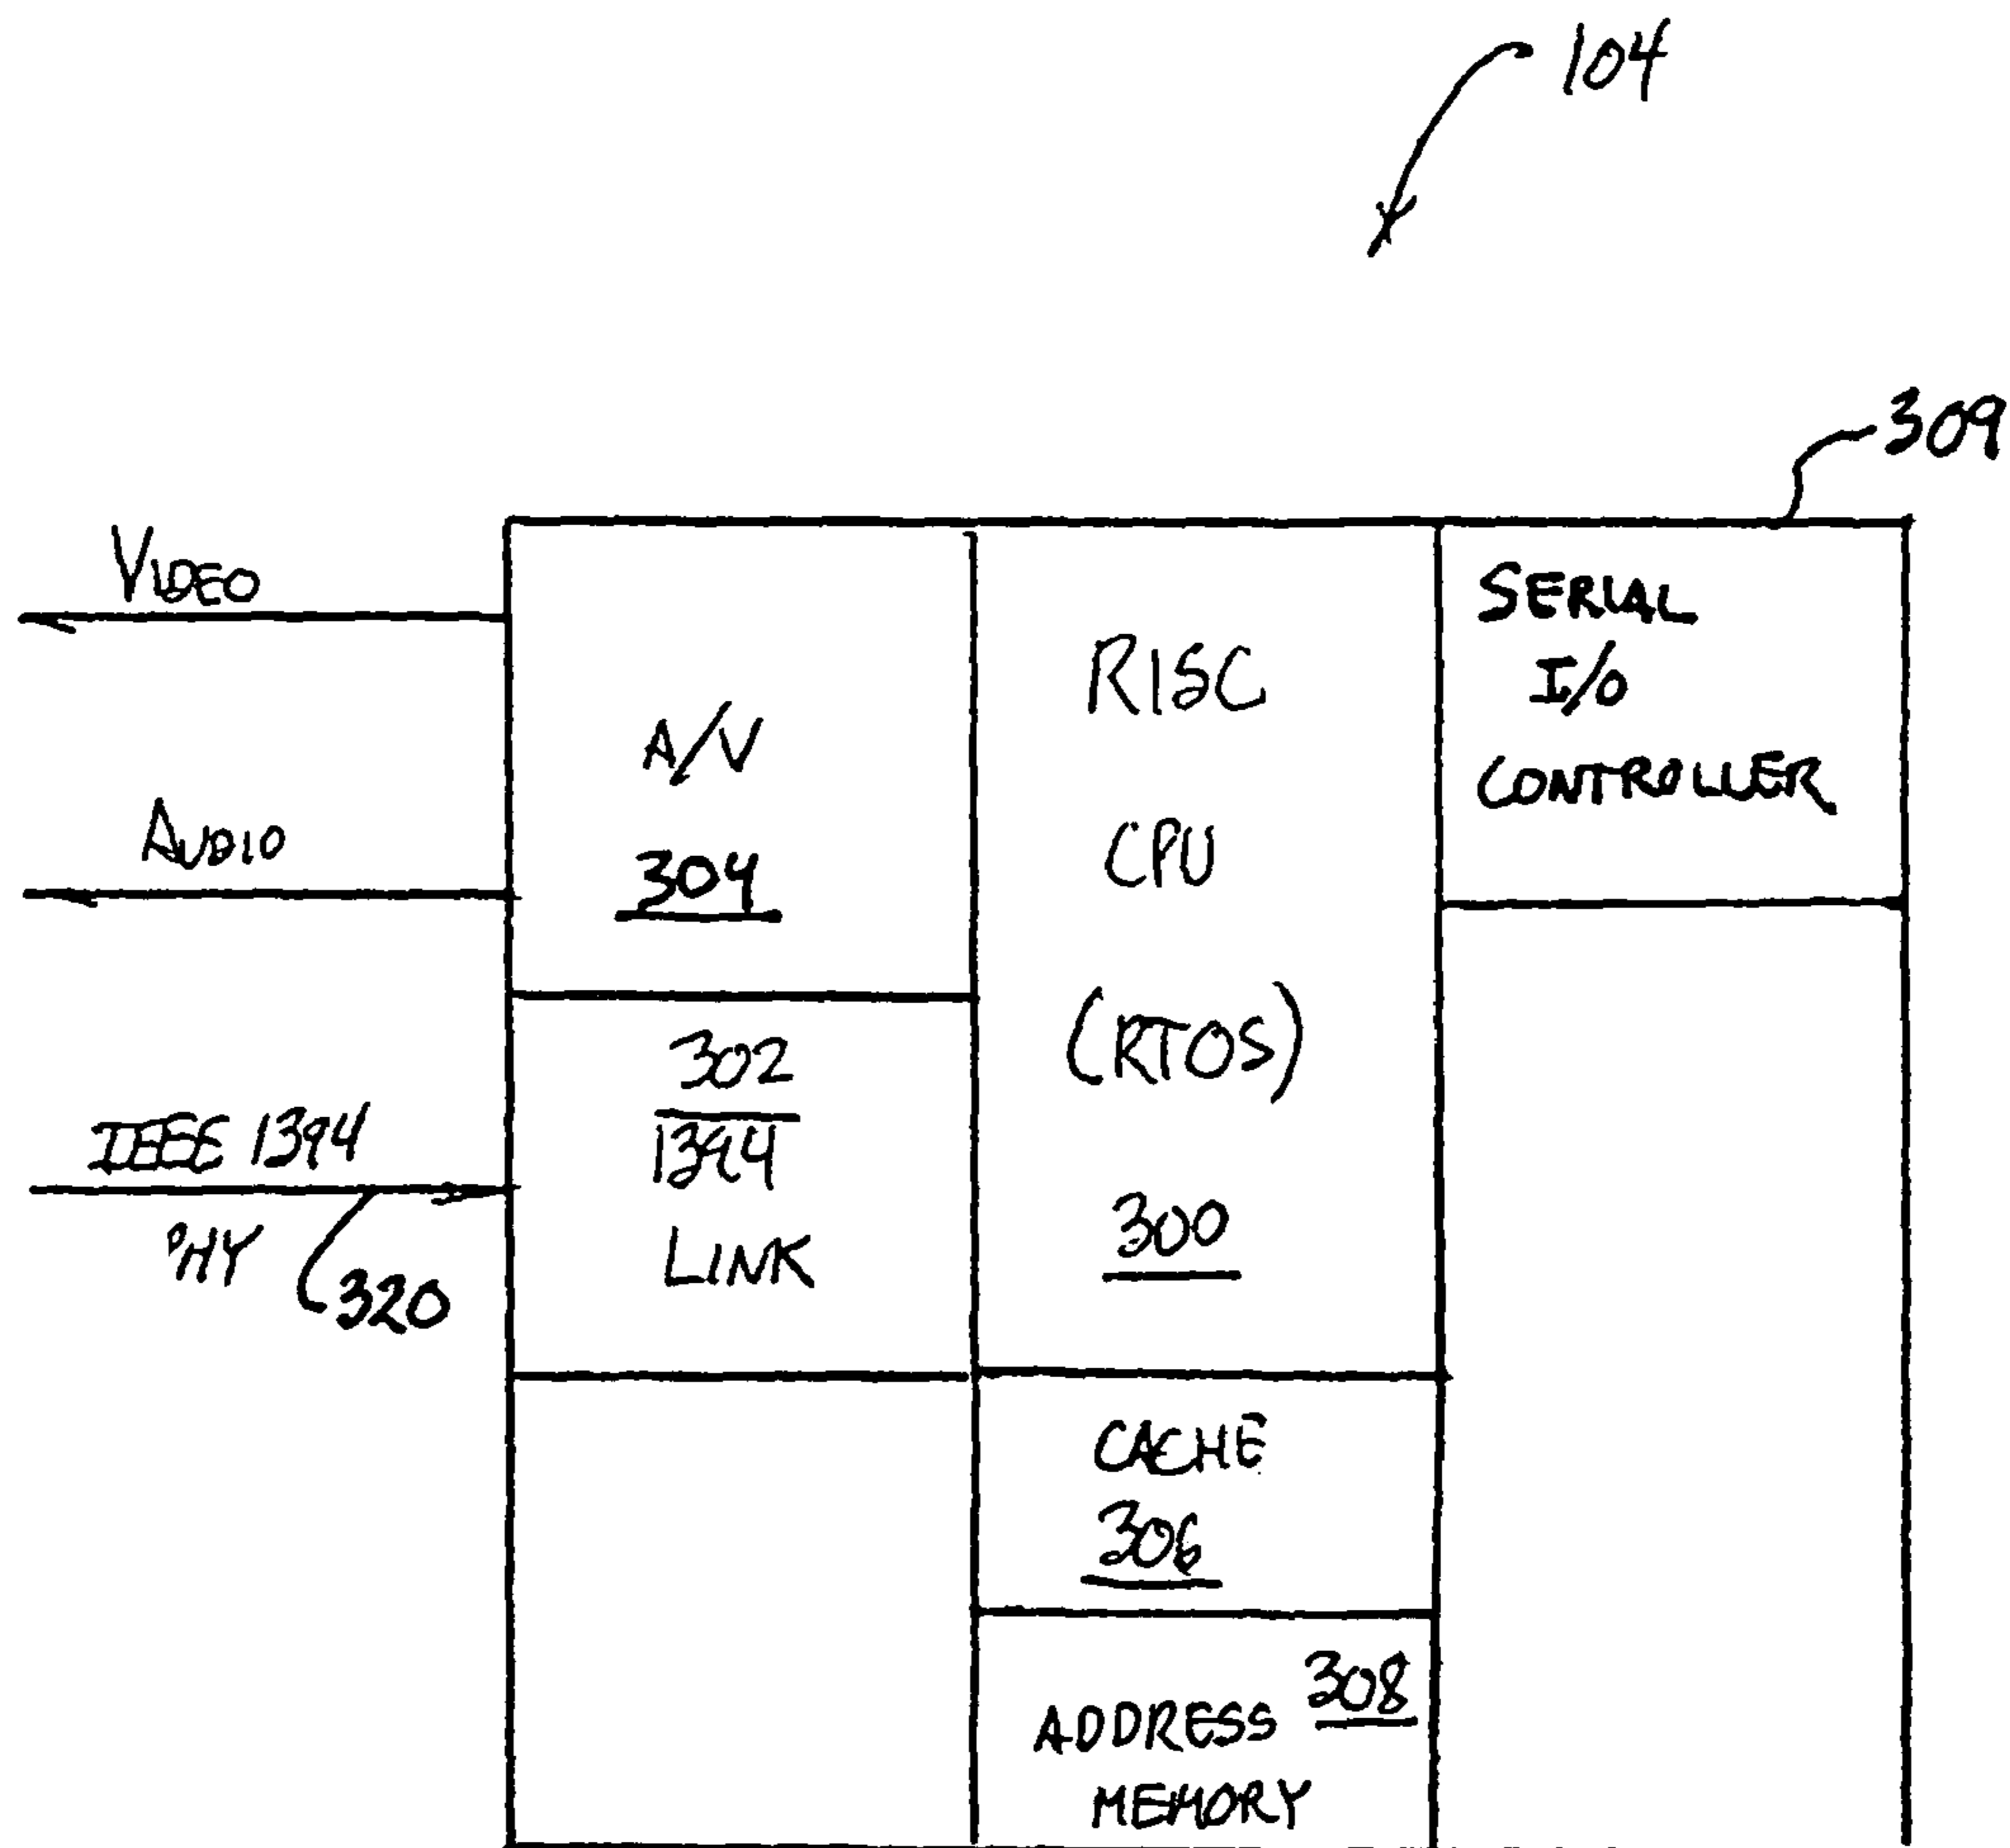 104
309
VIDEO
AUDIO
IEEE 1394
PHY
320
A/V
304
302
1394
LINK
RISC
CPU
(RTOS)
300
CACHE
306
ADDRESS 308
MEMORY
SERIAL
I/O
CONTROLLER